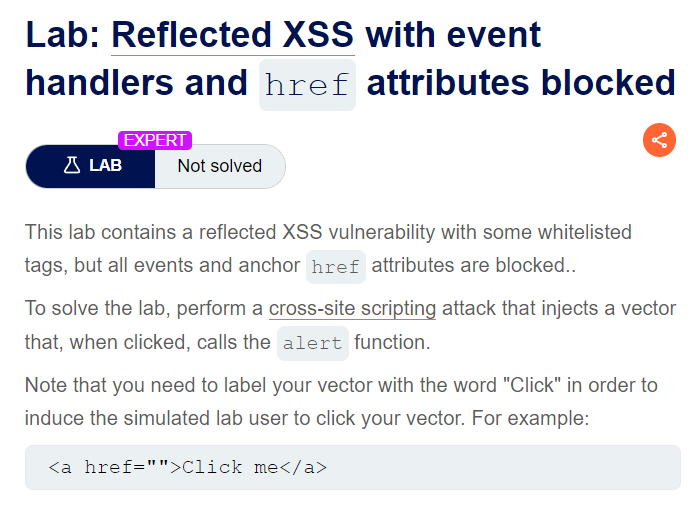 Lab: Reflected XSS with event
handlers and href attributes blocked
EXPERT
LAB
Not solved
This lab contains a reflected XSS vulnerability with some whitelisted
tags, but all events and anchor href attributes are blocked..
To solve the lab, perform a cross-site scripting attack that injects a vector
that, when clicked, calls the alert function.
Note that you need to label your vector with the word "Click" in order to
induce the simulated lab user to click your vector. For example:
<a href="">Click me</a>